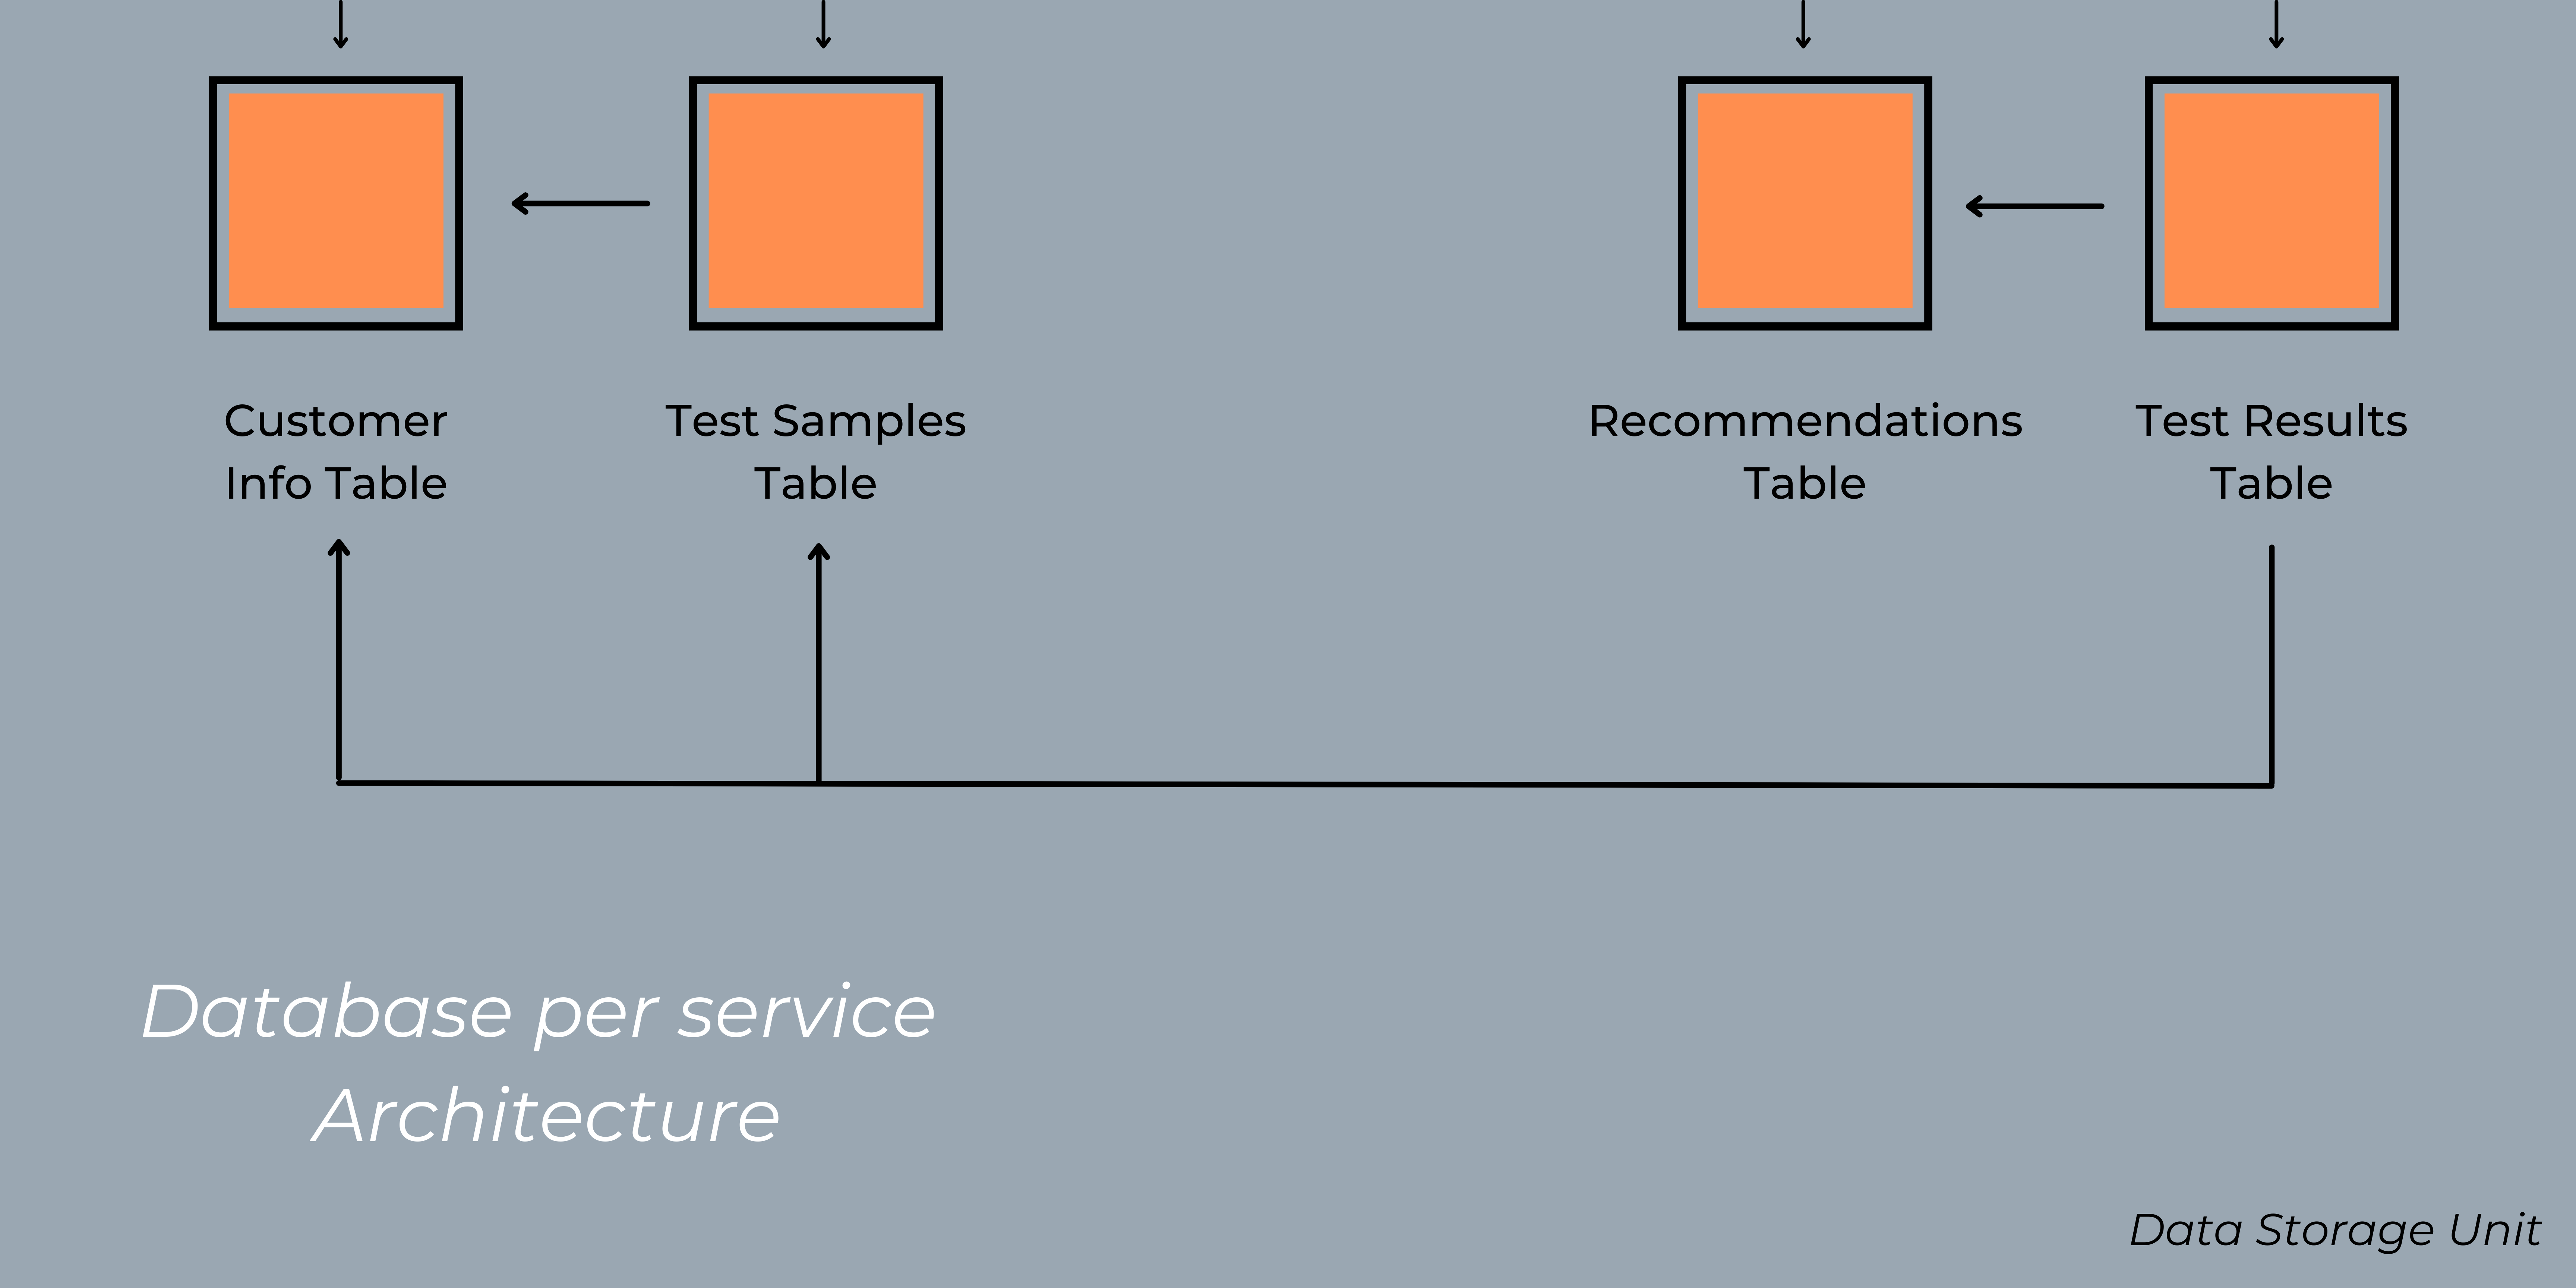 Customer
Info Table
Test Samples
Table
Recommendations
Table
Test Results
Table
Database per service
Architecture
Data Storage Unit